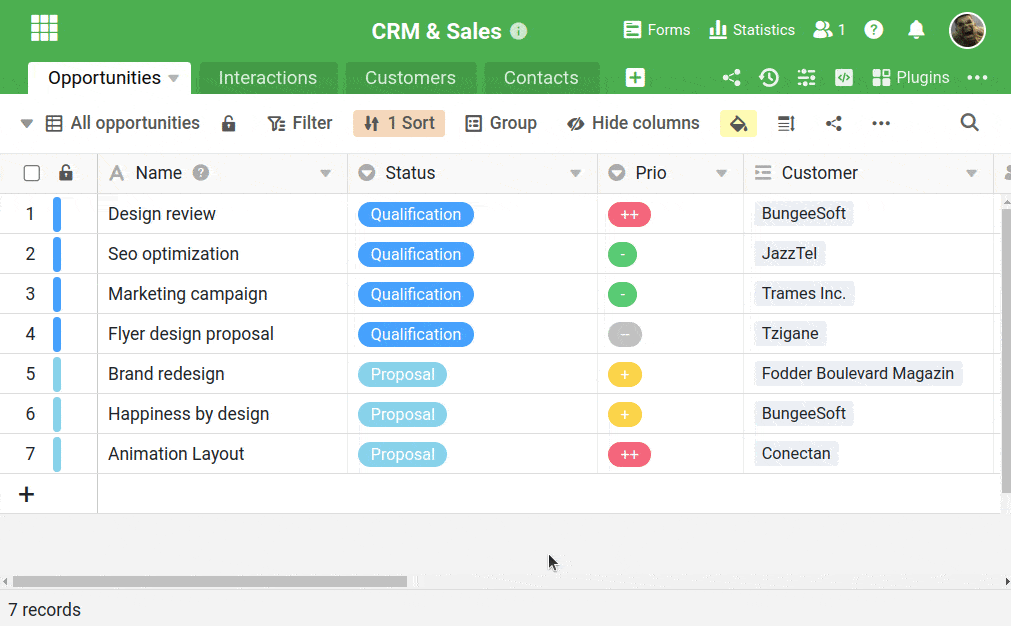 CRM & Sales
Forms Statistics 1
Opportunities Interactions Customers Contacts Plugins
All opportunities Filter 1 Sort Group Hide columns
Name Status Prio Customer
1 Design review Qualification ++ BungeeSoft
2 Seo optimization Qualification - JazzTel
3 Marketing campaign Qualification - Trames Inc.
4 Flyer design proposal Qualification -- Tzigane
5 Brand redesign Proposal + Fodder Boulevard Magazin
6 Happiness by design Proposal + BungeeSoft
7 Animation Layout Proposal ++ Conectan
7 records